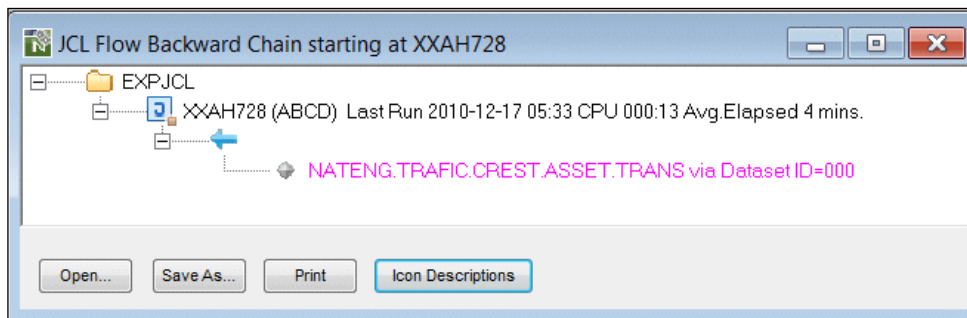 JCL Flow Backward Chain starting at XXAH728
EXPJCL
XXAH728 (ABCD) Last Run 2010-12-17 05:33 CPU 000:13 Avg.Elapsed 4 mins.
NATENG.TRAFIC.CREST.ASSET.TRANS via Dataset ID=000
Open... Save As... Print Icon Descriptions